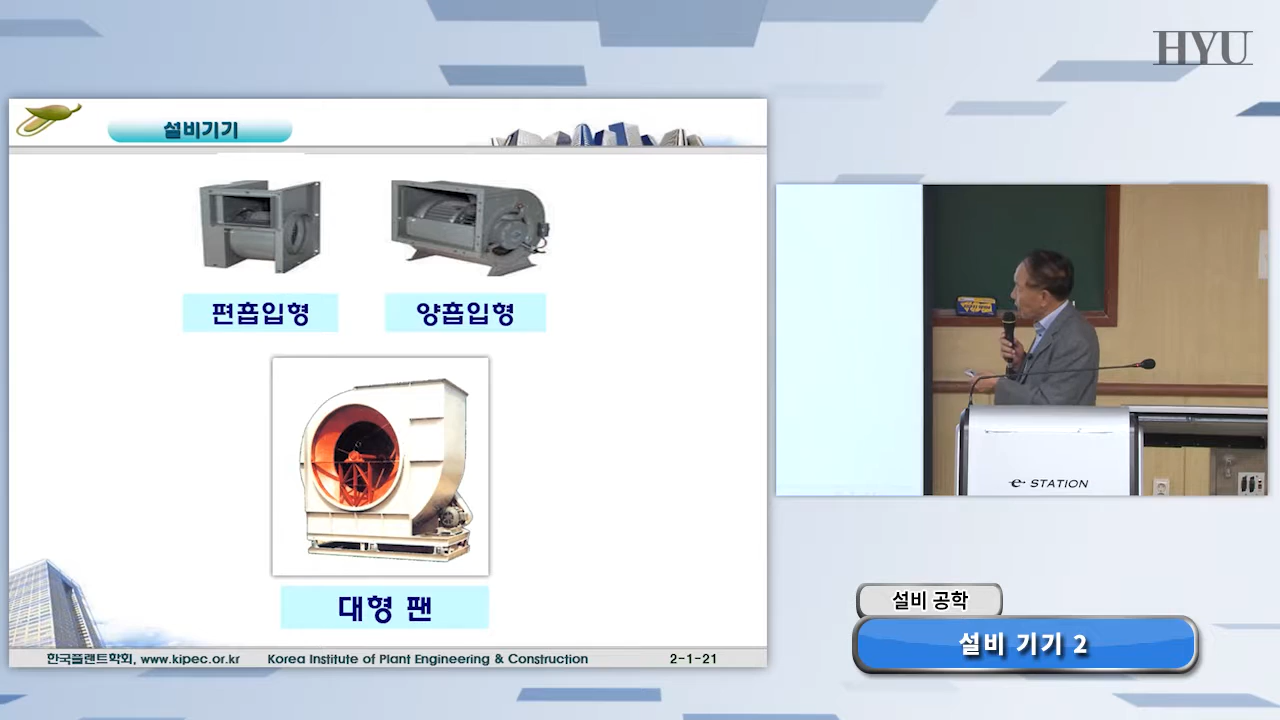 HYU
설비기기
편흡입형
양흡입형
대형 팬
한국플랜트학회, www.kipec.or.kr
Korea Institute of Plant Engineering & Construction
2-1-21
e- STATION
설비 공학
설비 기기 2